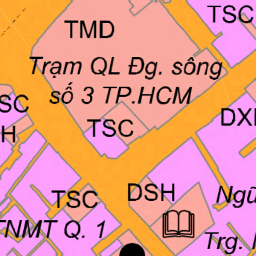 TMD
TSC
Trạm QL Đg. sông
số 3 TP.HCM
SC
H
TSC
DX
TSC
DSH
Ngũ
TNMT Q. 1
Trg.